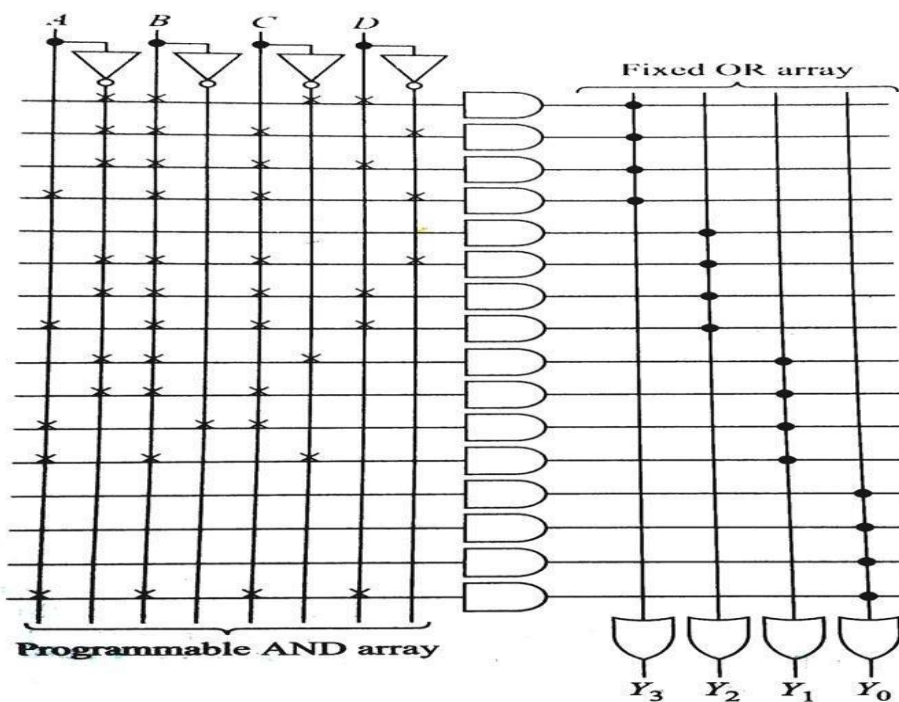 A B C D
Fixed OR array
Programmable AND array
Y₃ Y₂ Y₁ Y₀